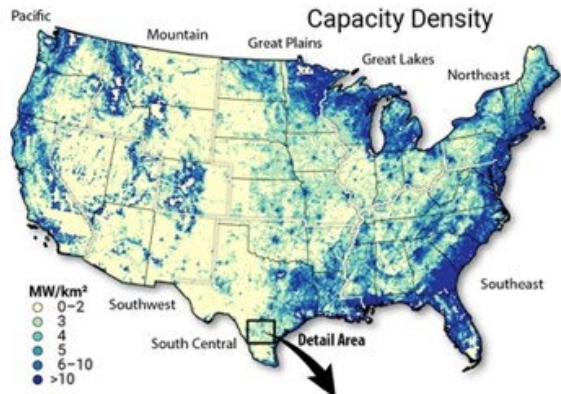 Capacity Density
Pacific
Mountain
Great Plains
Great Lakes
Northeast
Southeast
Southwest
South Central
Detail Area
MW/km²
0–2
3
4
5
6–10
>10